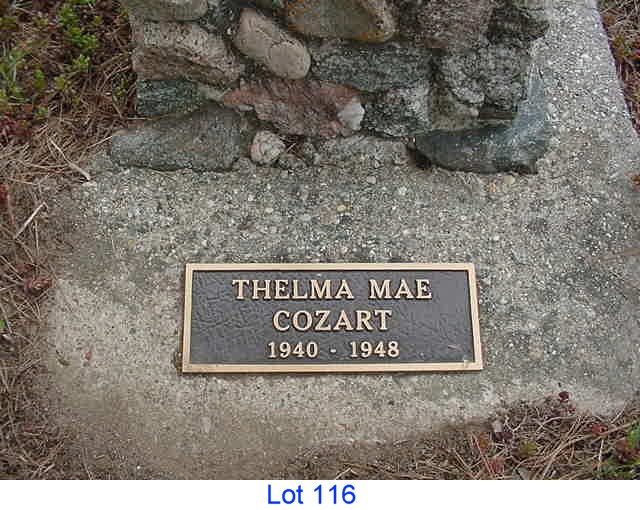 THELMA MAE
COZART
1940 - 1948
Lot 116